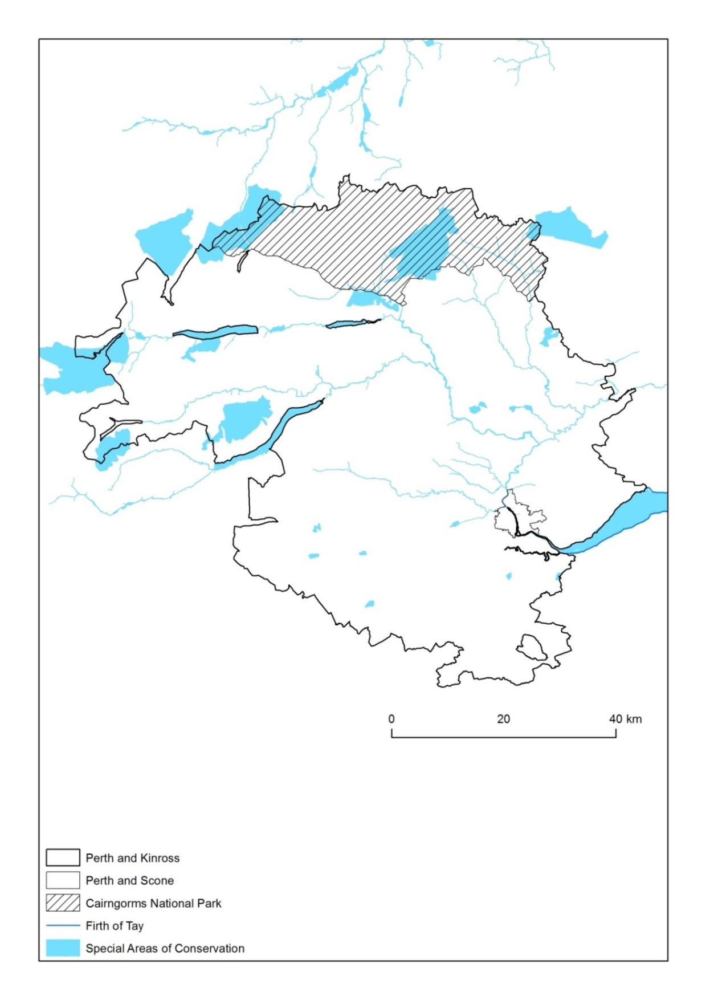 0 20 40 km
Perth and Kinross
Perth and Scone
Cairngorms National Park
Firth of Tay
Special Areas of Conservation